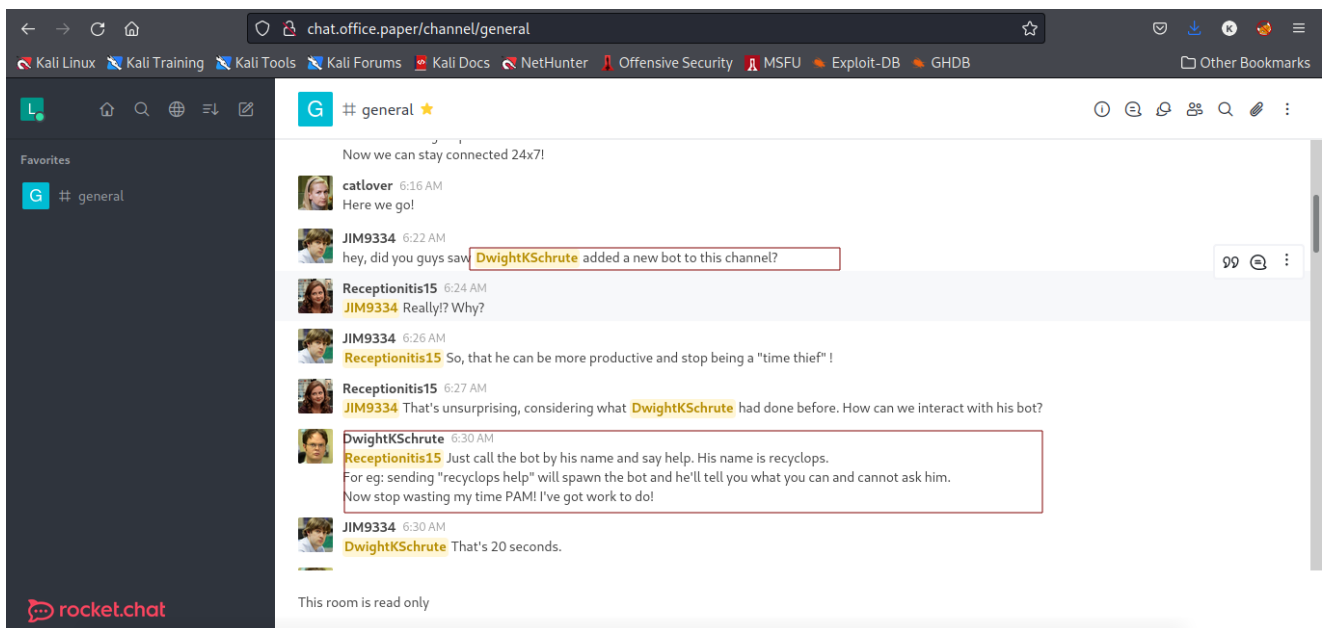 chat.office.paper/channel/general
K
Kali Linux Kali Training Kali Tools Kali Forums Kali Docs NetHunter Offensive Security MSFU Exploit-DB GHDB Other Bookmarks
L
G # general
Favorites
G # general
Now we can stay connected 24x7!
catlover 6:16 AM
Here we go!
JIM9334 6:22 AM
hey, did you guys saw DwightKSchrute added a new bot to this channel?
Receptionitis15 6:24 AM
JIM9334 Really!? Why?
JIM9334 6:26 AM
Receptionitis15 So, that he can be more productive and stop being a "time thief" !
Receptionitis15 6:27 AM
JIM9334 That's unsurprising, considering what DwightKSchrute had done before. How can we interact with his bot?
DwightKSchrute 6:30 AM
Receptionitis15 Just call the bot by his name and say help. His name is recyclops.
For eg: sending "recyclops help" will spawn the bot and he'll tell you what you can and cannot ask him.
Now stop wasting my time PAM! I've got work to do!
JIM9334 6:30 AM
DwightKSchrute That's 20 seconds.
This room is read only
rocket.chat